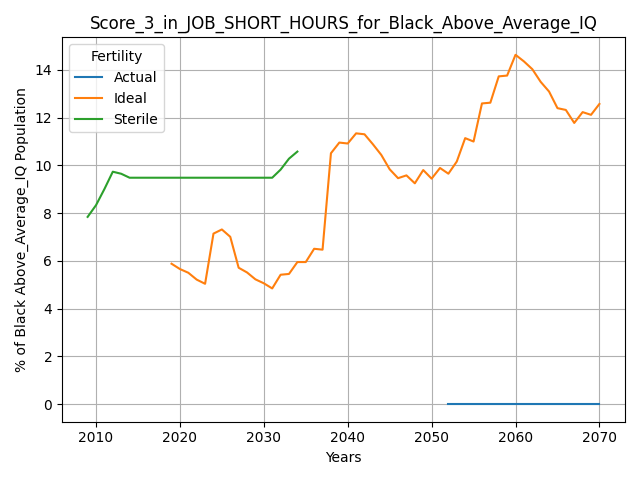 Score_3_in_JOB_SHORT_HOURS_for_Black_Above_Average_IQ
Fertility
Actual
Ideal
Sterile
% of Black Above_Average_IQ Population
14
12
10
8
6
4
2
0
2010 2020 2030 2040 2050 2060 2070
Years